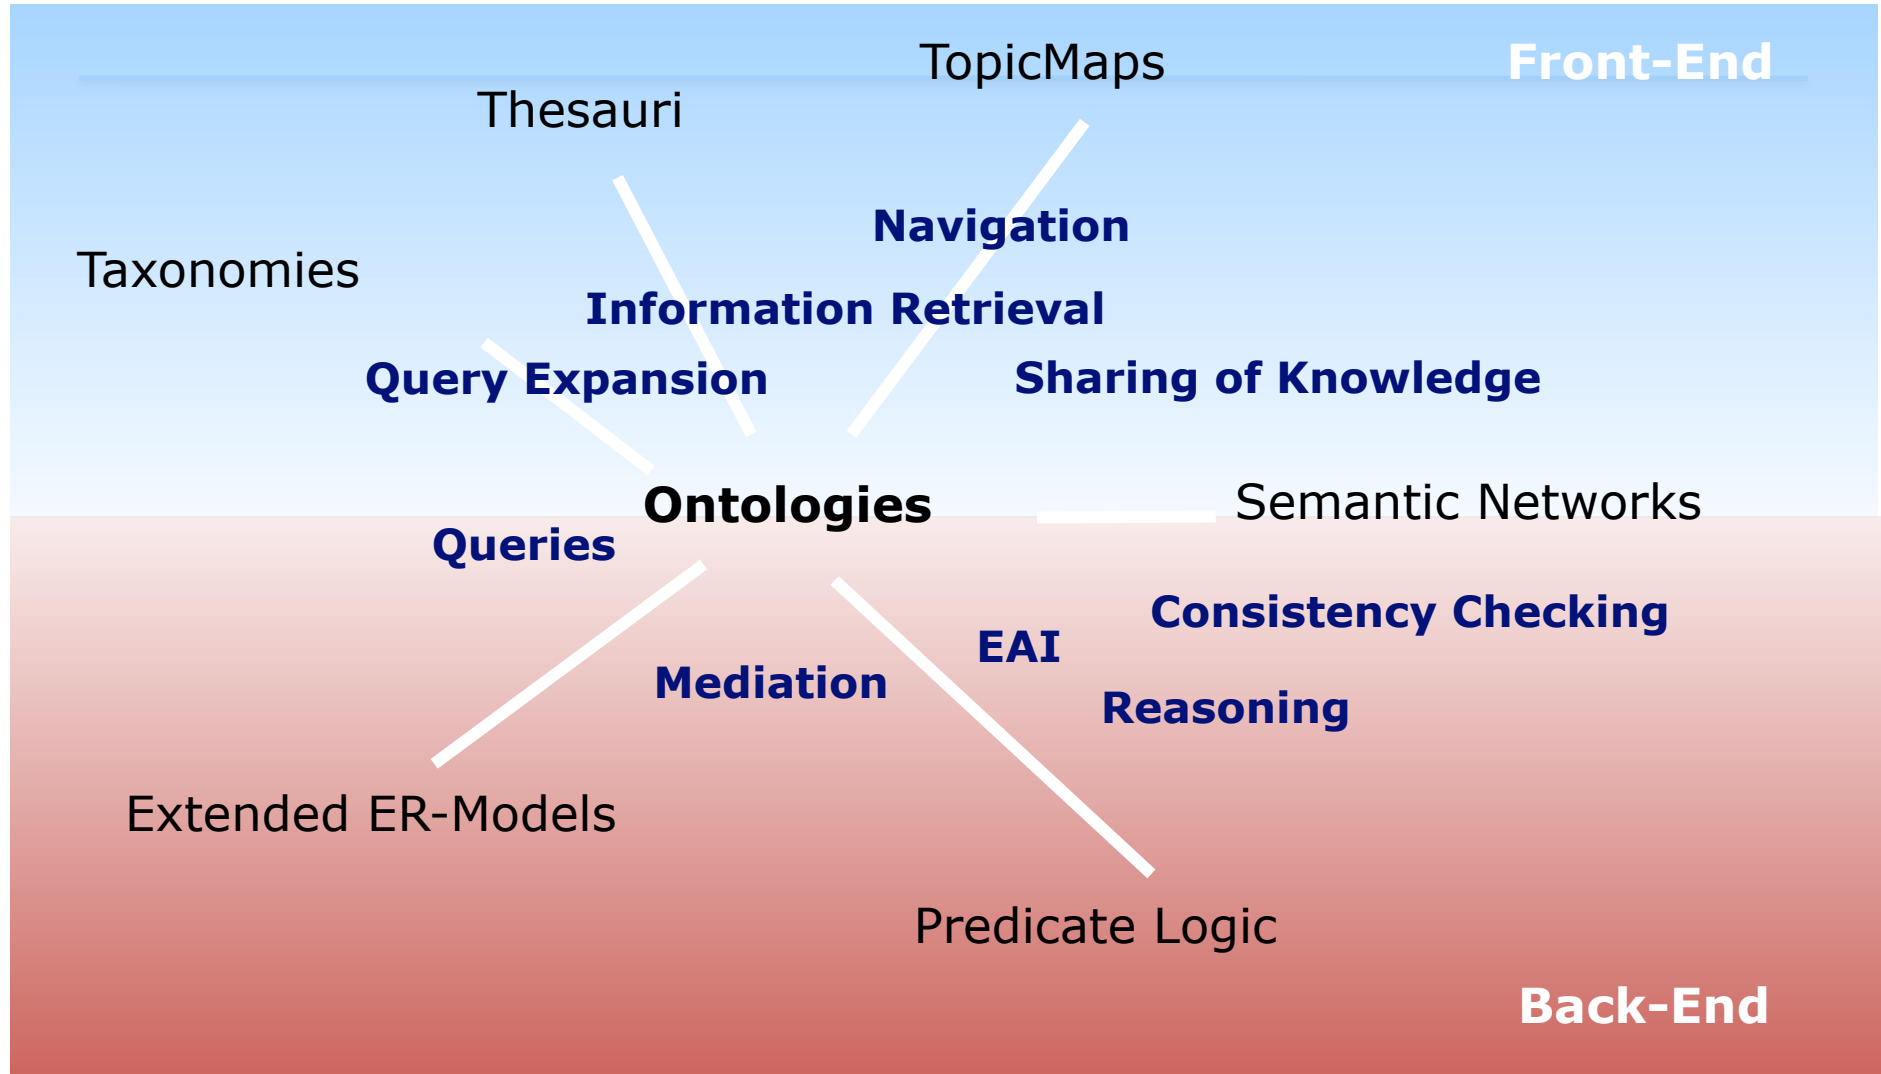 TopicMaps
Front-End
Thesauri
Navigation
Taxonomies
Information Retrieval
Query Expansion
Sharing of Knowledge
Ontologies
Semantic Networks
Queries
Consistency Checking
EAI
Mediation
Reasoning
Extended ER-Models
Predicate Logic
Back-End